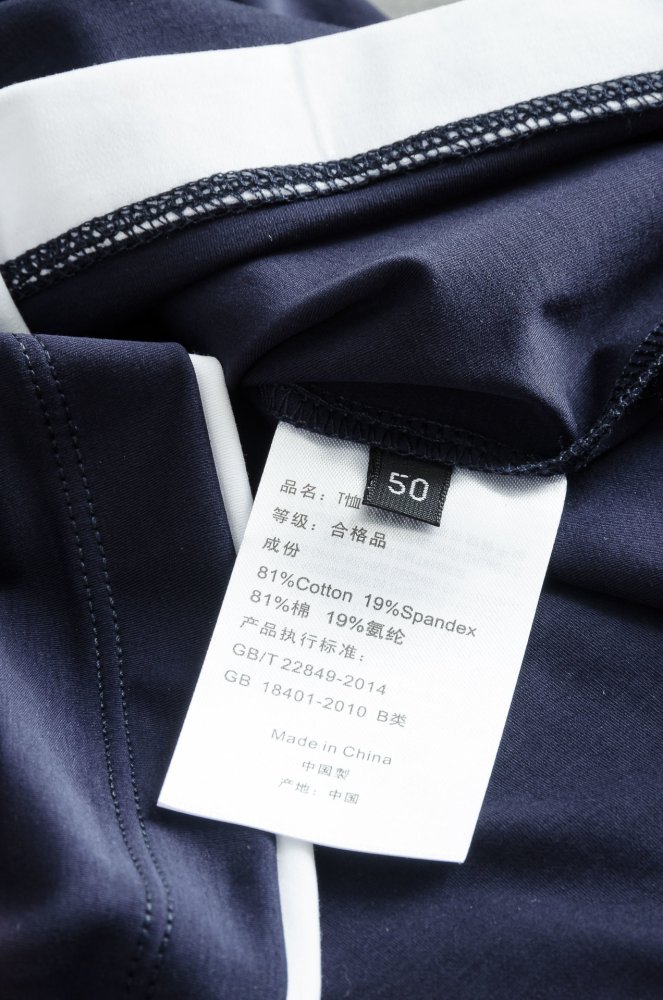 50
品名：T恤
等级：合格品
成份
81%Cotton 19%Spandex
81%棉 19%氨纶
产品执行标准：
GB/T 22849-2014
GB 18401-2010 B类
Made in China
中国製
产地：中国